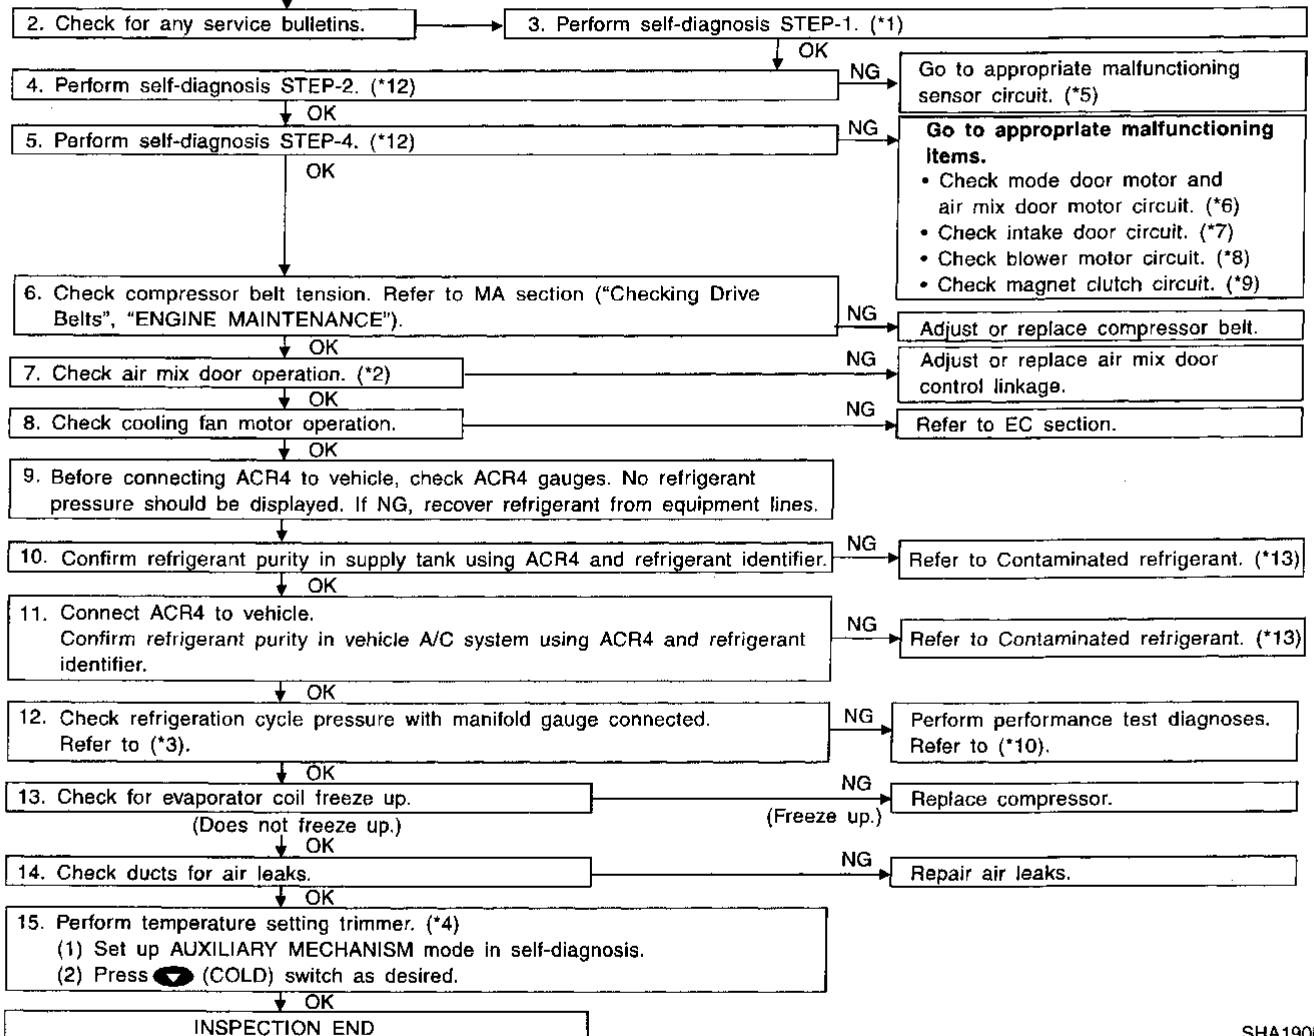 2. Check for any service bulletins.
3. Perform self-diagnosis STEP-1. (*1)
OK
4. Perform self-diagnosis STEP-2. (*12)
NG
Go to appropriate malfunctioning
sensor circuit. (*5)
OK
5. Perform self-diagnosis STEP-4. (*12)
NG
Go to appropriate malfunctioning
items.
• Check mode door motor and
air mix door motor circuit. (*6)
• Check intake door circuit. (*7)
• Check blower motor circuit. (*8)
• Check magnet clutch circuit. (*9)
OK
6. Check compressor belt tension. Refer to MA section ("Checking Drive
Belts", "ENGINE MAINTENANCE").
NG
Adjust or replace compressor belt.
OK
7. Check air mix door operation. (*2)
NG
Adjust or replace air mix door
control linkage.
OK
8. Check cooling fan motor operation.
NG
Refer to EC section.
OK
9. Before connecting ACR4 to vehicle, check ACR4 gauges. No refrigerant
pressure should be displayed. If NG, recover refrigerant from equipment lines.
10. Confirm refrigerant purity in supply tank using ACR4 and refrigerant identifier.
NG
Refer to Contaminated refrigerant. (*13)
OK
11. Connect ACR4 to vehicle.
Confirm refrigerant purity in vehicle A/C system using ACR4 and refrigerant
identifier.
NG
Refer to Contaminated refrigerant. (*13)
OK
12. Check refrigeration cycle pressure with manifold gauge connected.
Refer to (*3).
NG
Perform performance test diagnoses.
Refer to (*10).
OK
13. Check for evaporator coil freeze up.
NG
(Freeze up.)
Replace compressor.
(Does not freeze up.)
OK
14. Check ducts for air leaks.
NG
Repair air leaks.
OK
15. Perform temperature setting trimmer. (*4)
(1) Set up AUXILIARY MECHANISM mode in self-diagnosis.
(2) Press (COLD) switch as desired.
OK
INSPECTION END